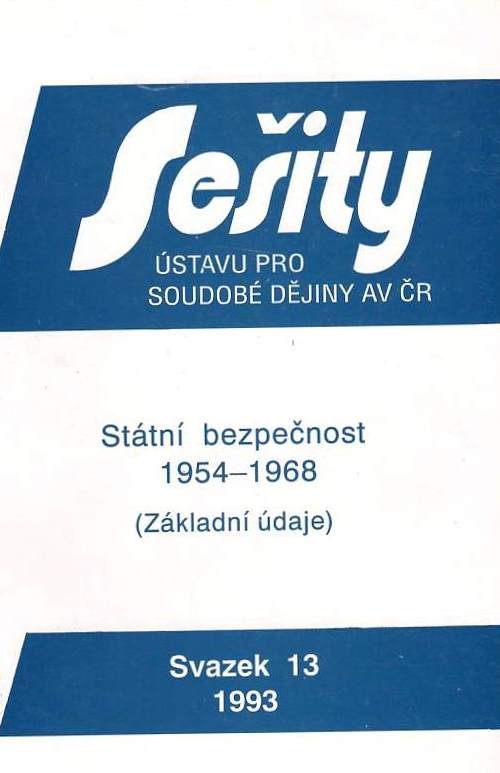 Sešity
ÚSTAVU PRO
SOUDOBÉ DĚJINY AV ČR
Státní bezpečnost
1954–1968
(Základní údaje)
Svazek 13
1993